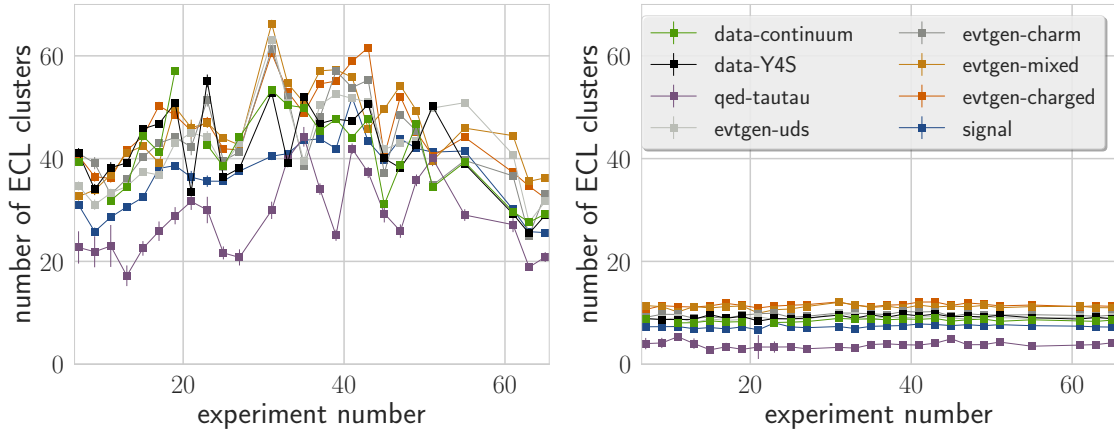 number of ECL clusters
60
40
20
0
20
40
60
experiment number
number of ECL clusters
60
40
20
0
20
40
60
experiment number
data-continuum
data-Y4S
qed-tautau
evtgen-uds
evtgen-charm
evtgen-mixed
evtgen-charged
signal